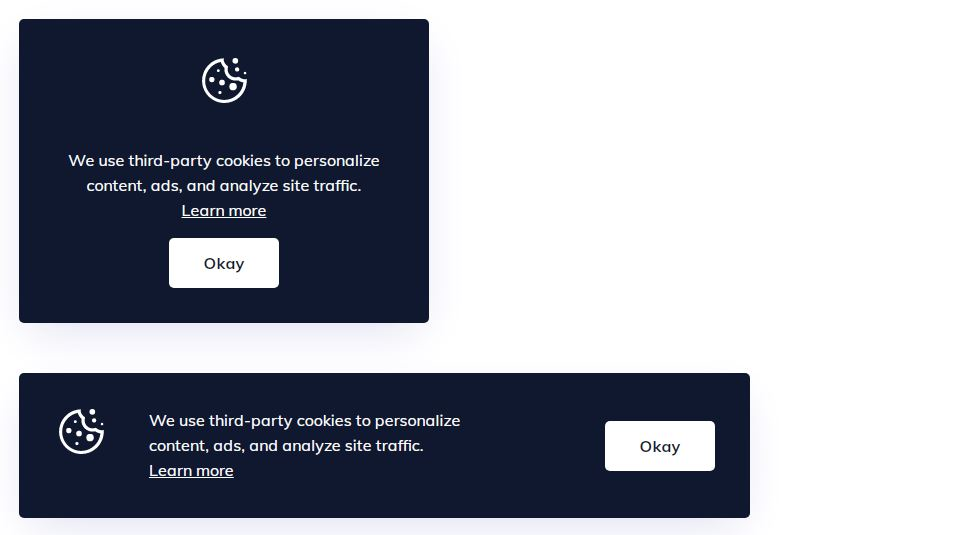 We use third-party cookies to personalize
content, ads, and analyze site traffic.
Learn more
Okay
We use third-party cookies to personalize
content, ads, and analyze site traffic.
Learn more
Okay